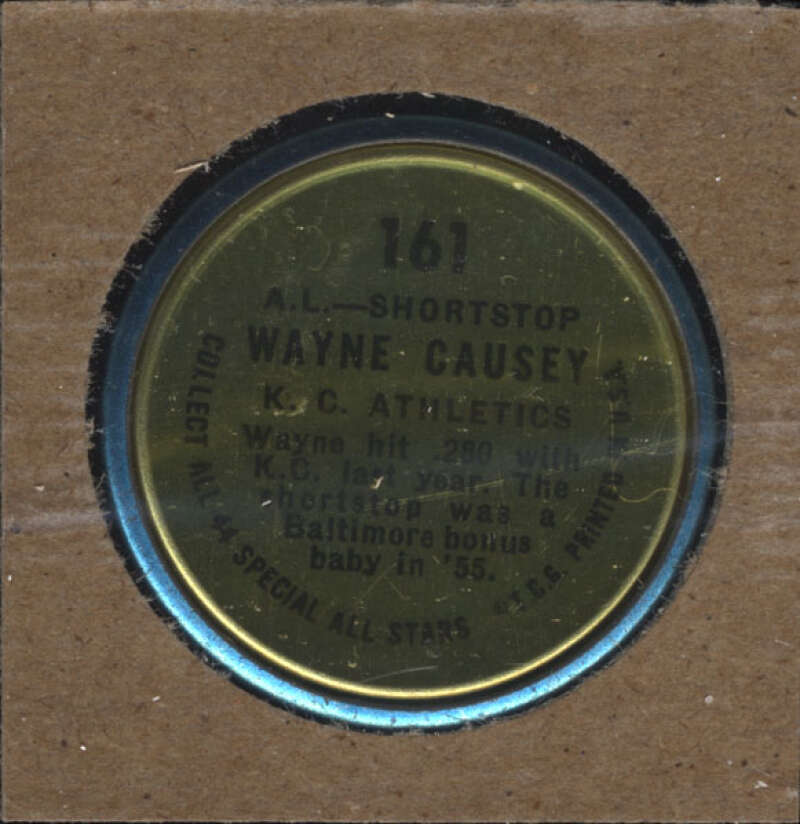 161
A.L.—SHORTSTOP
WAYNE CAUSEY
K. C. ATHLETICS
Wayne hit .280 with
K.C. last year. The
shortstop was a
Baltimore bonus
baby in '55.
COLLECT ALL 44 SPECIAL ALL STARS
©T.C.G. PRINTED IN U.S.A.